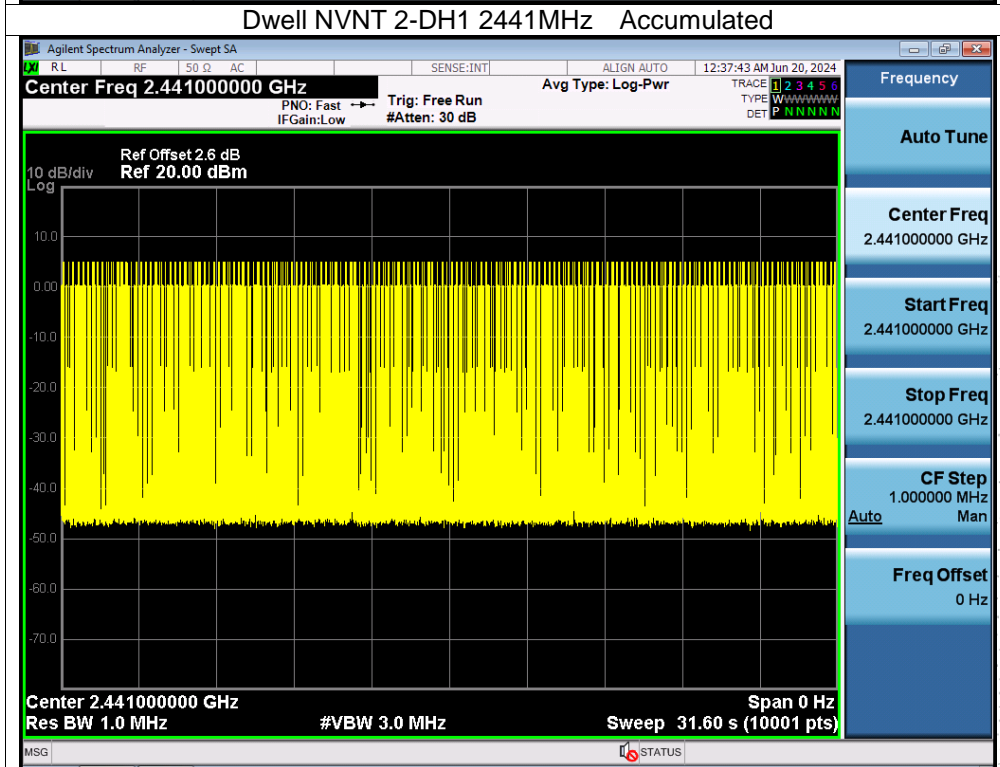 Dwell NVNT 2-DH1 2441MHz Accumulated
Agilent Spectrum Analyzer - Swept SA
LXI RL RF 50 Ω AC SENSE:INT ALIGN AUTO 12:37:43 AM Jun 20, 2024
Center Freq 2.441000000 GHz
PNO: Fast
IFGain:Low
Trig: Free Run
#Atten: 30 dB
Avg Type: Log-Pwr
TRACE 1 2 3 4 5 6
TYPE WWWWWW
DET P N N N N N
Ref Offset 2.6 dB
10 dB/div Ref 20.00 dBm
Log
10.0
0.00
-10.0
-20.0
-30.0
-40.0
-50.0
-60.0
-70.0
Center 2.441000000 GHz Span 0 Hz
Res BW 1.0 MHz #VBW 3.0 MHz Sweep 31.60 s (10001 pts)
MSG STATUS
Frequency
Auto Tune
Center Freq
2.441000000 GHz
Start Freq
2.441000000 GHz
Stop Freq
2.441000000 GHz
CF Step
1.000000 MHz
Auto Man
Freq Offset
0 Hz